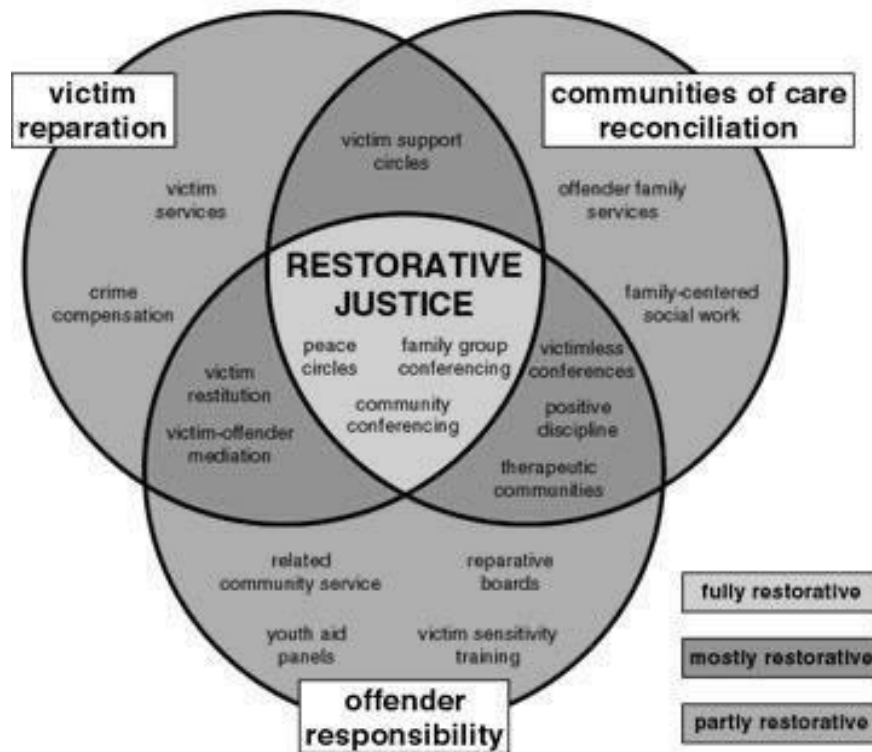 victim
reparation
communities of care
reconciliation
victim support
circles
victim
services
offender family
services
RESTORATIVE
JUSTICE
crime
compensation
family-centered
social work
peace
circles
family group
conferencing
victimless
conferences
victim
restitution
community
conferencing
positive
discipline
victim-offender
mediation
therapeutic
communities
related
community service
reparative
boards
youth aid
panels
victim sensitivity
training
offender
responsibility
fully restorative
mostly restorative
partly restorative